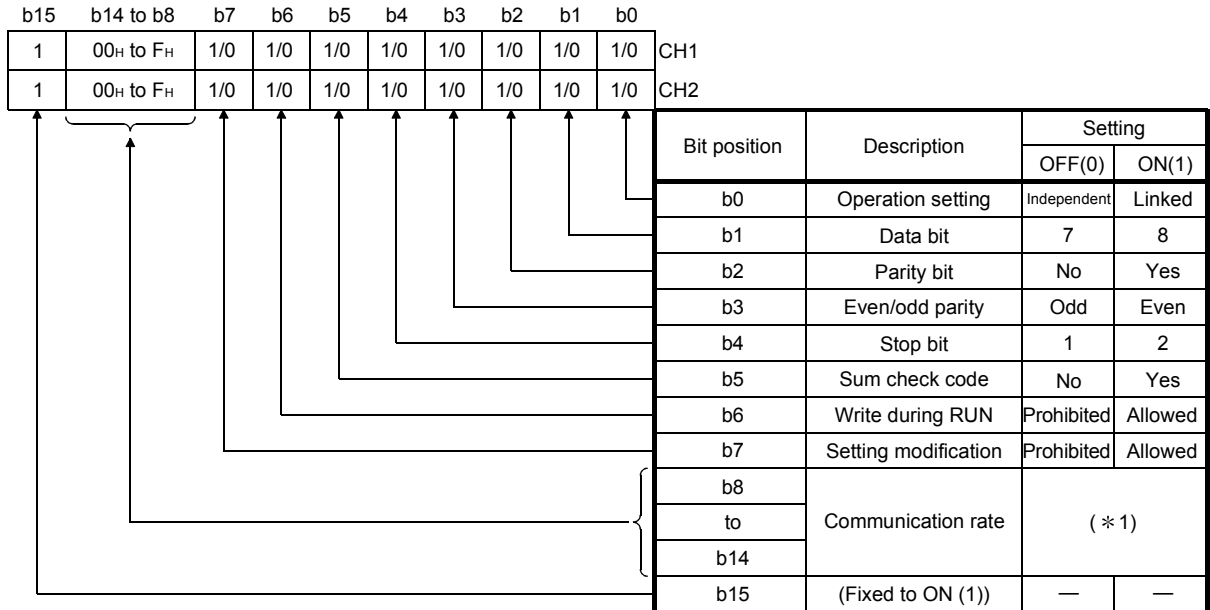 b15 b14 to b8 b7 b6 b5 b4 b3 b2 b1 b0
1 00H to FH 1/0 1/0 1/0 1/0 1/0 1/0 1/0 1/0 CH1
1 00H to FH 1/0 1/0 1/0 1/0 1/0 1/0 1/0 1/0 CH2
Bit position Description Setting
OFF(0) ON(1)
b0 Operation setting Independent Linked
b1 Data bit 7 8
b2 Parity bit No Yes
b3 Even/odd parity Odd Even
b4 Stop bit 1 2
b5 Sum check code No Yes
b6 Write during RUN Prohibited Allowed
b7 Setting modification Prohibited Allowed
b8
to Communication rate (＊1)
b14
b15 (Fixed to ON (1)) — —